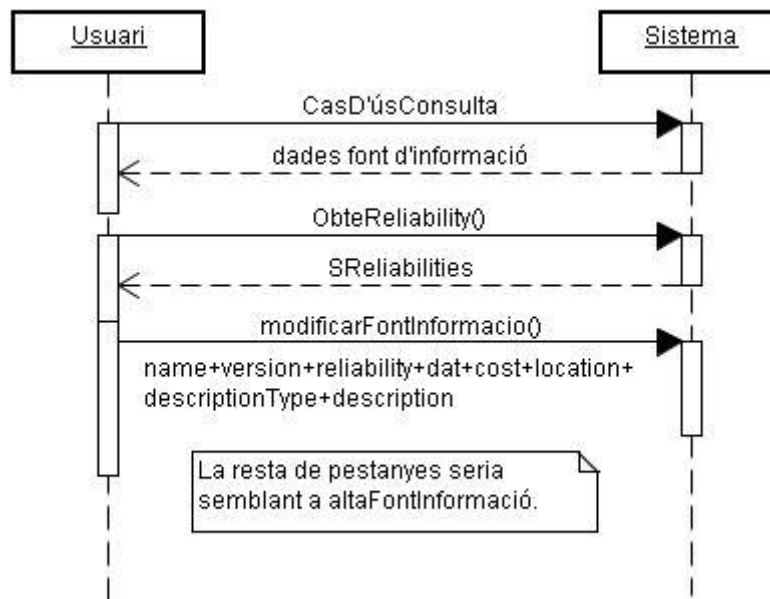 Usuari
Sistema
CasD'úsConsulta
dades font d'informació
ObteReliability()
SReliabilities
modificarFontInformacio()
name+version+reliability+dat+cost+location+
descriptionType+description
La resta de pestanyes seria
semblant a altaFontInformació.